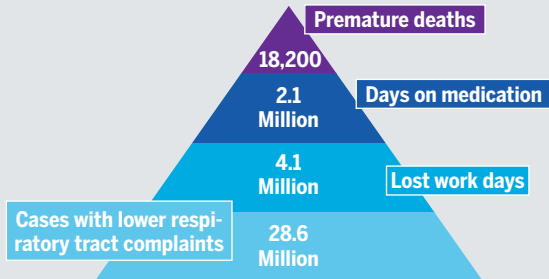 Premature deaths
18,200
2.1
Million
Days on medication
4.1
Million
Lost work days
Cases with lower respi-
ratory tract complaints
28.6
Million